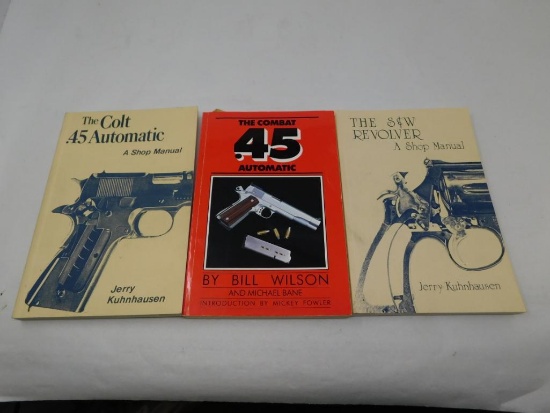 The Colt
.45 Automatic
A Shop Manual
Jerry
Kuhnhausen
THE COMBAT
.45
AUTOMATIC
BY BILL WILSON
AND MICHAEL BANE
INTRODUCTION BY MICKEY FOWLER
THE S&W
REVOLVER
A Shop Manual
Jerry Kuhnhausen